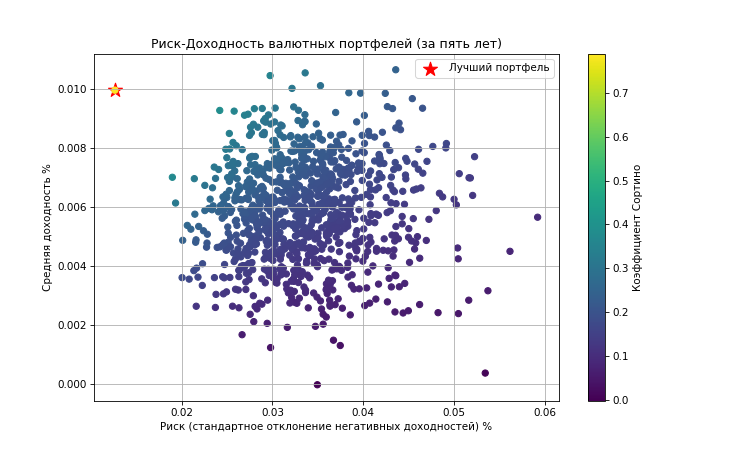 Риск-Доходность валютных портфелей (за пять лет)
Лучший портфель
Средняя доходность %
0.010
0.008
0.006
0.004
0.002
0.000
0.02 0.03 0.04 0.05 0.06
Риск (стандартное отклонение негативных доходностей) %
0.7
0.6
0.5
0.4
0.3
0.2
0.1
0.0
Коэффициент Сортино